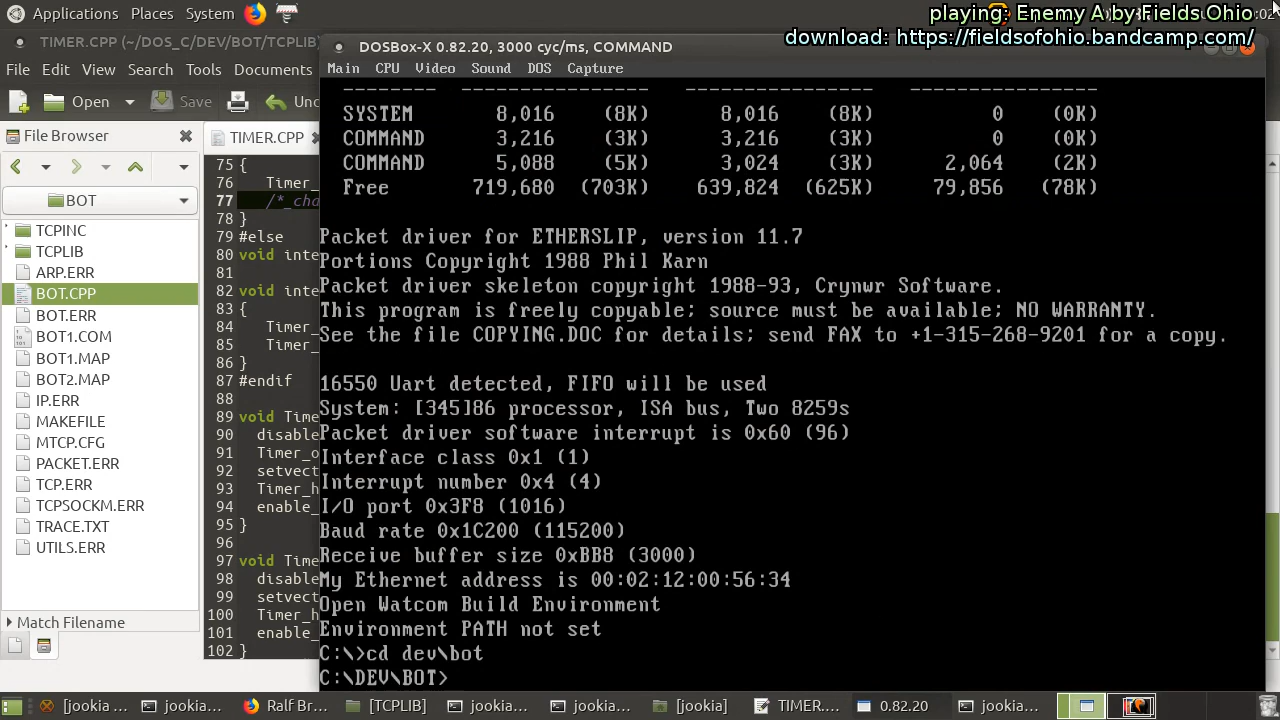 Applications Places System
:02
playing: Enemy A by Fields Ohio
download: https://fieldsofohio.bandcamp.com/
TIMER.CPP (~/DOS_C/DEV/BOT/TCPLIB)
File Edit View Search Tools Documents
Open Save Und
File Browser
BOT
TCPINC
TCPLIB
ARP.ERR
BOT.CPP
BOT.ERR
BOT1.COM
BOT1.MAP
BOT2.MAP
IP.ERR
MAKEFILE
MTCP.CFG
PACKET.ERR
TCP.ERR
TCPSOCKM.ERR
TRACE.TXT
UTILS.ERR
Match Filename
TIMER.CPP
75 {
76 Timer_
77 /*_cha
78 }
79 #else
80 void inte
81
82 void inte
83 {
84 Timer_
85 Timer_
86 }
87 #endif
88
89 void Time
90 disable
91 Timer_o
92 setvect
93 Timer_h
94 enable_
95 }
96
97 void Time
98 disable
99 setvect
100 Timer_h
101 enable_
102 }
DOSBox-X 0.82.20, 3000 cyc/ms, COMMAND
Main CPU Video Sound DOS Capture
-------- ---------------- ---------------- ----------------
SYSTEM 8,016 (8K) 8,016 (8K) 0 (0K)
COMMAND 3,216 (3K) 3,216 (3K) 0 (0K)
COMMAND 5,088 (5K) 3,024 (3K) 2,064 (2K)
Free 719,680 (703K) 639,824 (625K) 79,856 (78K)
Packet driver for ETHERSLIP, version 11.7
Portions Copyright 1988 Phil Karn
Packet driver skeleton copyright 1988-93, Crynwr Software.
This program is freely copyable; source must be available; NO WARRANTY.
See the file COPYING.DOC for details; send FAX to +1-315-268-9201 for a copy.
16550 Uart detected, FIFO will be used
System: [345]86 processor, ISA bus, Two 8259s
Packet driver software interrupt is 0x60 (96)
Interface class 0x1 (1)
Interrupt number 0x4 (4)
I/O port 0x3F8 (1016)
Baud rate 0x1C200 (115200)
Receive buffer size 0xBB8 (3000)
My Ethernet address is 00:02:12:00:56:34
Open Watcom Build Environment
Environment PATH not set
C:\>cd dev\bot
C:\DEV\BOT>
[jookia ... jookia... Ralf Br... [TCPLIB] jookia... jookia... [jookia] TIMER.... 0.82.20 jookia...